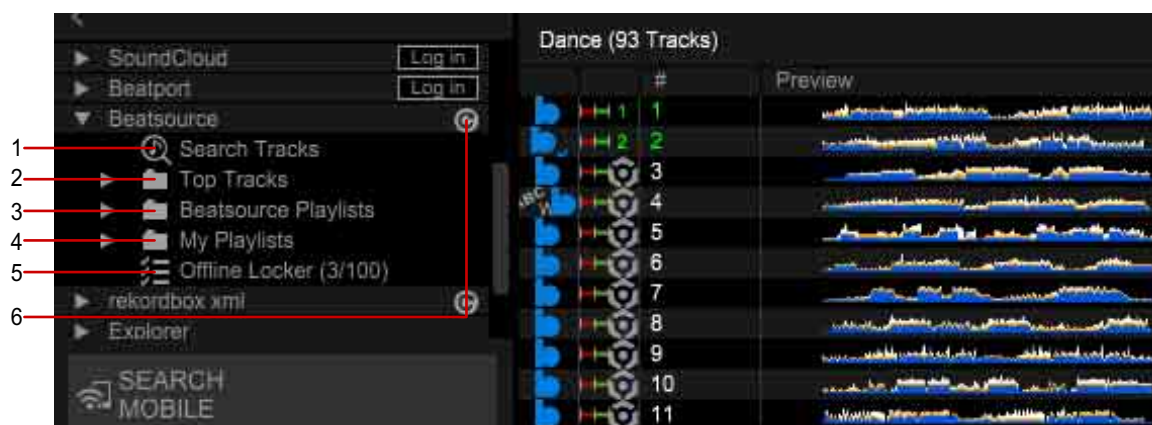 SoundCloud Log in
Beatport Log in
Beatsource
1 Search Tracks
2 Top Tracks
3 Beatsource Playlists
4 My Playlists
5 Offline Locker (3/100)
6 rekordbox xml
Explorer
SEARCH
MOBILE
Dance (93 Tracks)
# Preview
1 1
2 2
3
4
5
6
7
8
9
10
11